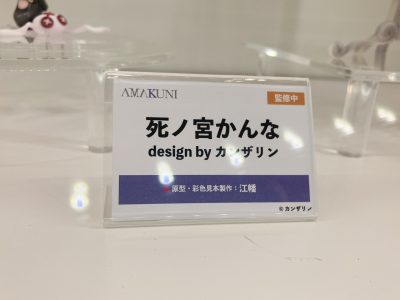 AMAKUNI
監修中
死ノ宮かんな
design by カンザリン
原型・彩色見本製作：江幡
© カンザリン